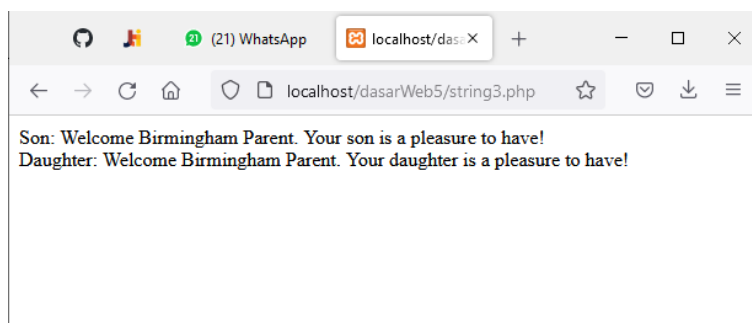 21 (21) WhatsApp localhost/dasa
localhost/dasarWeb5/string3.php
Son: Welcome Birmingham Parent. Your son is a pleasure to have!
Daughter: Welcome Birmingham Parent. Your daughter is a pleasure to have!